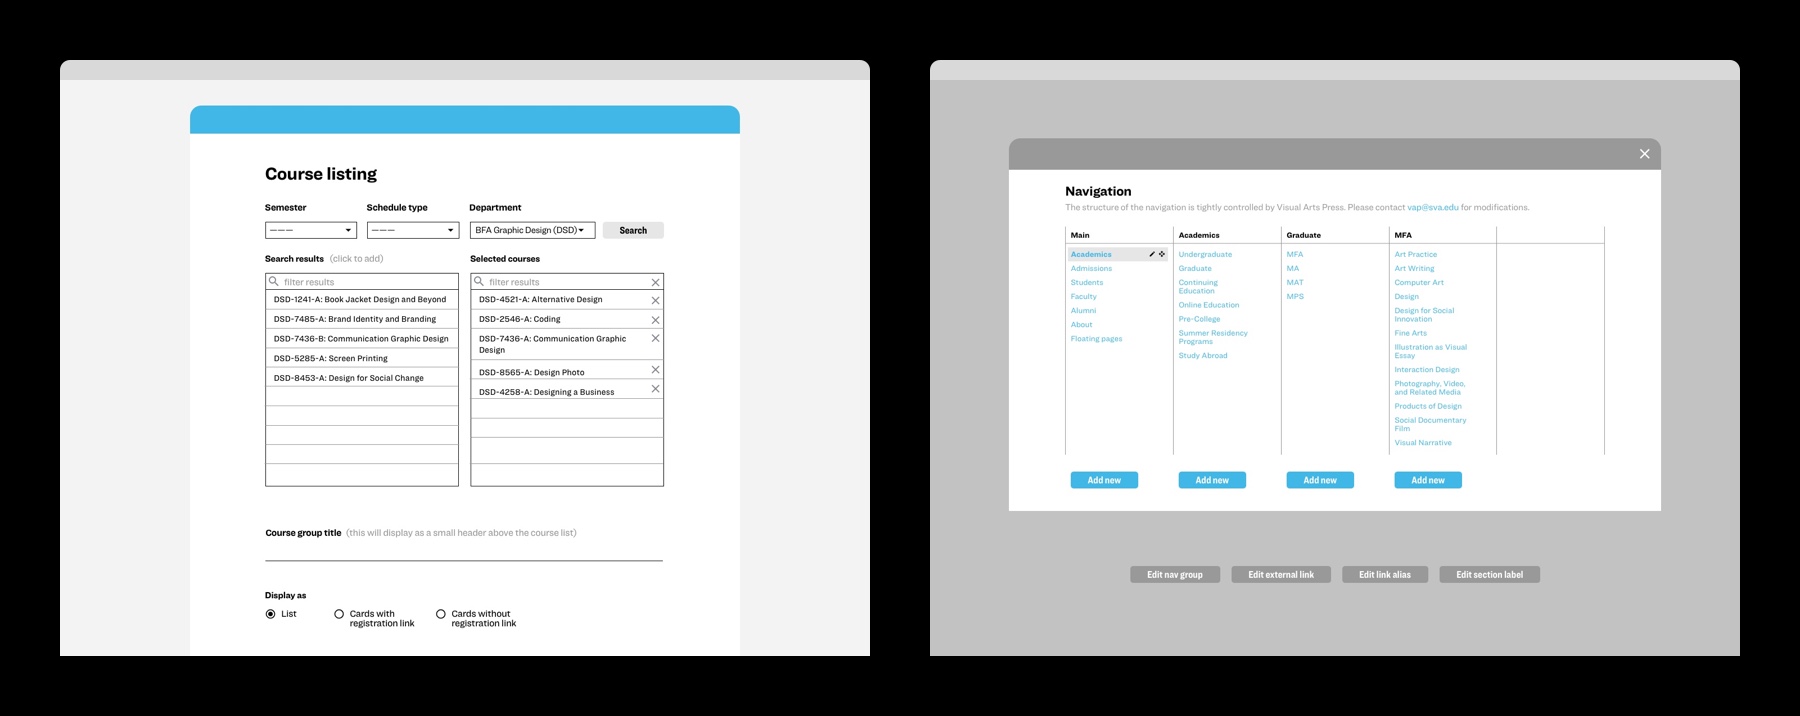 Course listing
Semester
Schedule type
Department
———
———
BFA Graphic Design (DSD)
Search
Search results (click to add)
Selected courses
filter results
filter results
DSD-1241-A: Book Jacket Design and Beyond
DSD-7485-A: Brand Identity and Branding
DSD-7436-B: Communication Graphic Design
DSD-5285-A: Screen Printing
DSD-8453-A: Design for Social Change
DSD-4521-A: Alternative Design
DSD-2546-A: Coding
DSD-7436-A: Communication Graphic
Design
DSD-8565-A: Design Photo
DSD-4258-A: Designing a Business
Course group title (this will display as a small header above the course list)
Display as
List
Cards with
registration link
Cards without
registration link
Navigation
The structure of the navigation is tightly controlled by Visual Arts Press. Please contact vap@sva.edu for modifications.
Main
Academics
Admissions
Students
Faculty
Alumni
About
Floating pages
Add new
Academics
Undergraduate
Graduate
Continuing
Education
Online Education
Pre-College
Summer Residency
Programs
Study Abroad
Add new
Graduate
MFA
MA
MAT
MPS
Add new
MFA
Art Practice
Art Writing
Computer Art
Design
Design for Social
Innovation
Fine Arts
Illustration as Visual
Essay
Interaction Design
Photography, Video,
and Related Media
Products of Design
Social Documentary
Film
Visual Narrative
Add new
Edit nav group
Edit external link
Edit link alias
Edit section label